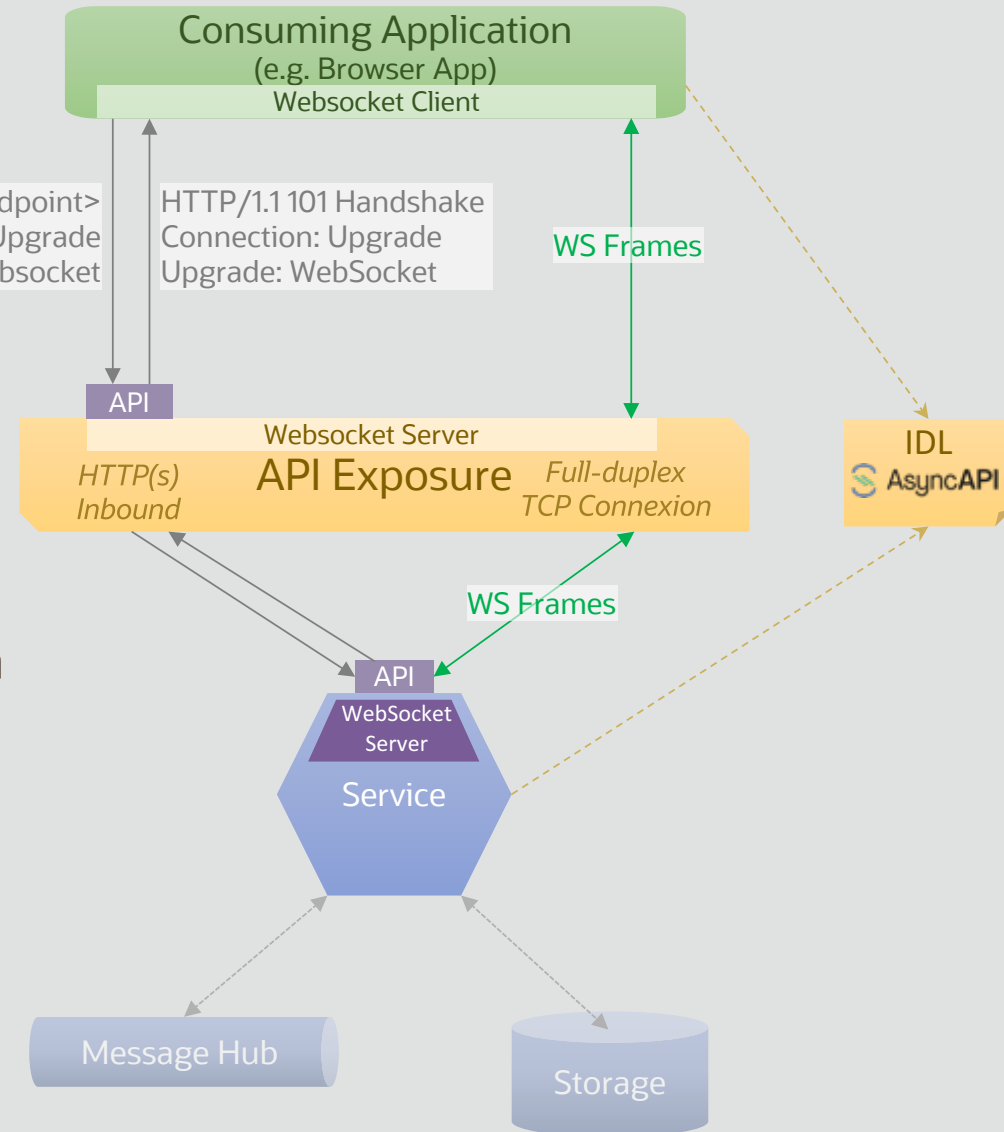 Consuming Application
(e.g. Browser App)
Websocket Client
dpoint>
Upgrade
bsocket
HTTP/1.1 101 Handshake
Connection: Upgrade
Upgrade: WebSocket
WS Frames
API
Websocket Server
HTTP(s)
Inbound
API Exposure
Full-duplex
TCP Connexion
IDL
AsyncAPI
WS Frames
API
WebSocket
Server
Service
Message Hub
Storage